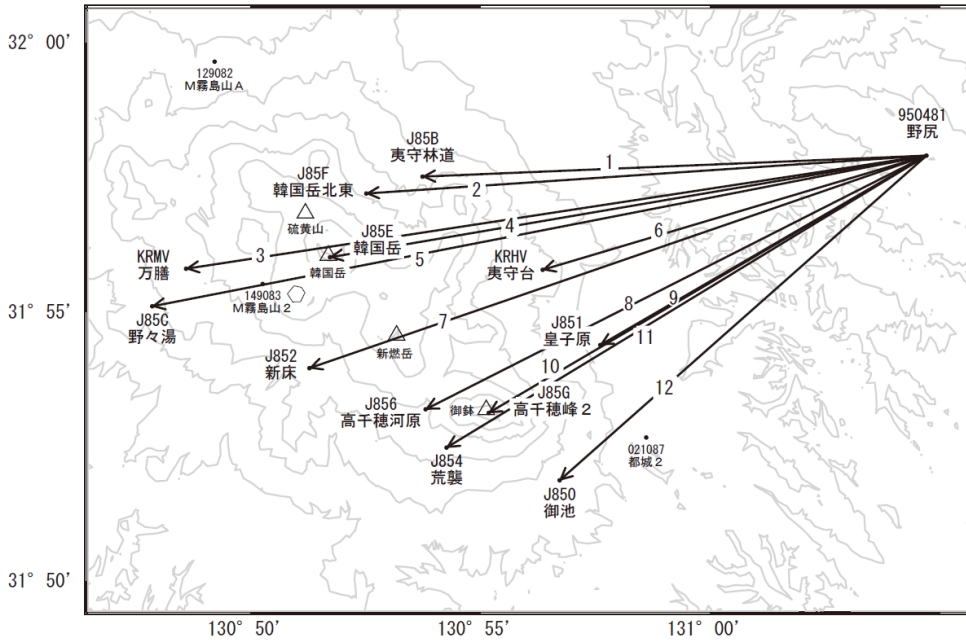 32° 00′
129082
M霧島山A
950481
野尻
J85B
夷守林道
1
J85F
韓国岳北東
2
硫黄山
4
J85E
韓国岳
6
KRMV
万膳
3
5
KRHV
夷守台
韓国岳
149083
M霧島山2
8
9
31° 55′
J85C
野々湯
7
J851
皇子原
11
新燃岳
J852
新床
10
12
J856
高千穂河原
御鉢
J85G
高千穂峰2
021087
都城2
J854
荒襲
J850
御池
31° 50′
130° 50′
130° 55′
131° 00′